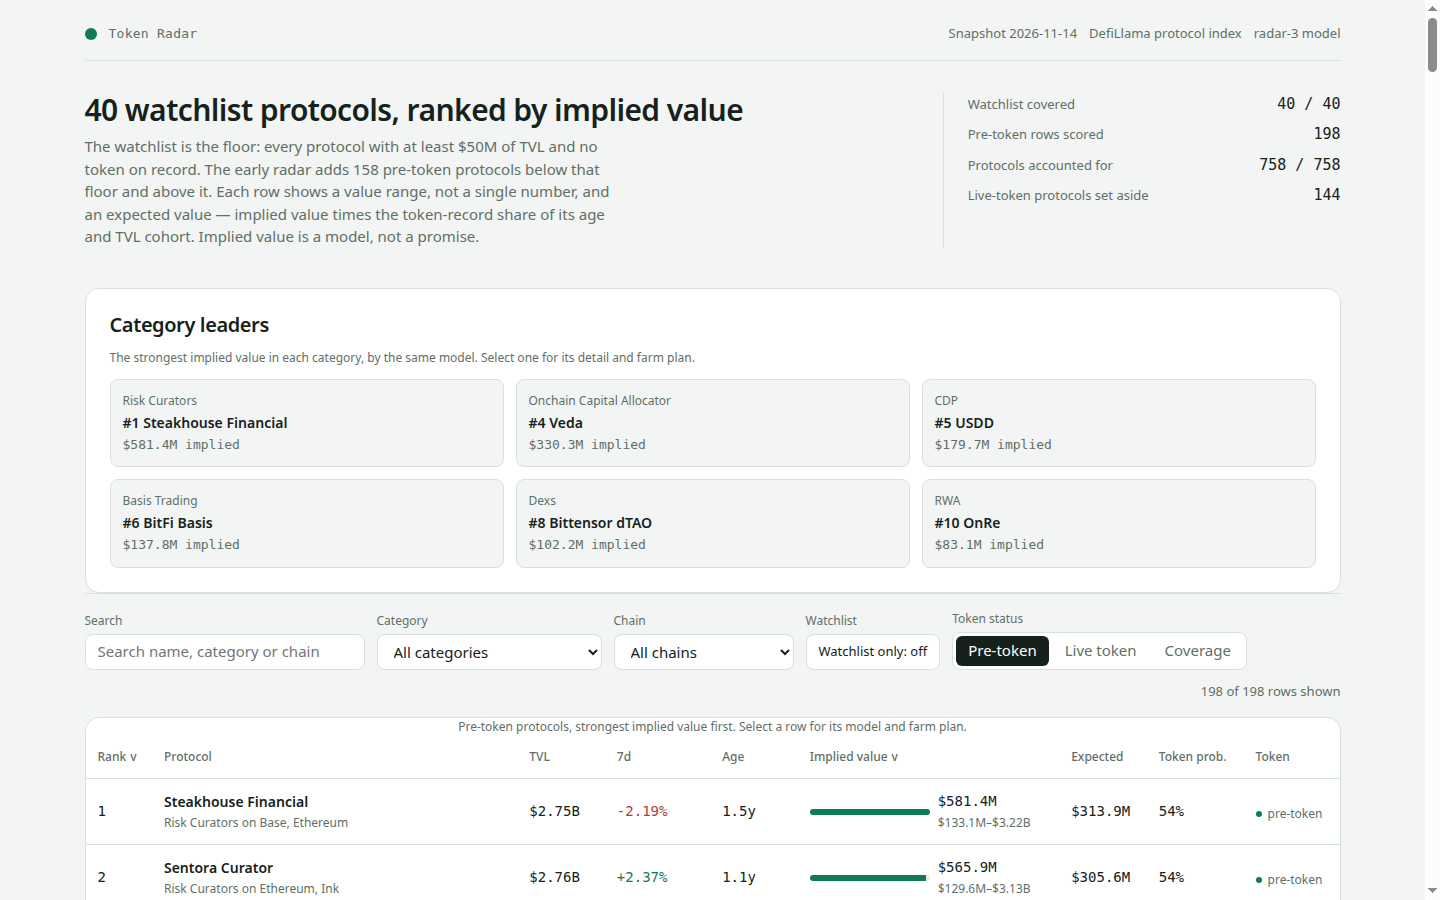 Token Radar
Snapshot 2026-11-14 DefiLlama protocol index radar-3 model
40 watchlist protocols, ranked by implied value
The watchlist is the floor: every protocol with at least $50M of TVL and no
token on record. The early radar adds 158 pre-token protocols below that
floor and above it. Each row shows a value range, not a single number, and
an expected value — implied value times the token-record share of its age
and TVL cohort. Implied value is a model, not a promise.
Watchlist covered 40 / 40
Pre-token rows scored 198
Protocols accounted for 758 / 758
Live-token protocols set aside 144
Category leaders
The strongest implied value in each category, by the same model. Select one for its detail and farm plan.
Risk Curators
#1 Steakhouse Financial
$581.4M implied
Onchain Capital Allocator
#4 Veda
$330.3M implied
CDP
#5 USDD
$179.7M implied
Basis Trading
#6 BitFi Basis
$137.8M implied
Dexs
#8 Bittensor dTAO
$102.2M implied
RWA
#10 OnRe
$83.1M implied
Search
Search name, category or chain
Category
All categories
Chain
All chains
Watchlist
Watchlist only: off
Token status
Pre-token Live token Coverage
198 of 198 rows shown
Pre-token protocols, strongest implied value first. Select a row for its model and farm plan.
Rank v Protocol TVL 7d Age Implied value v Expected Token prob. Token
1 Steakhouse Financial $2.75B -2.19% 1.5y $581.4M $313.9M 54% pre-token
Risk Curators on Base, Ethereum $133.1M–$3.22B
2 Sentora Curator $2.76B +2.37% 1.1y $565.9M $305.6M 54% pre-token
Risk Curators on Ethereum, Ink $129.6M–$3.13B